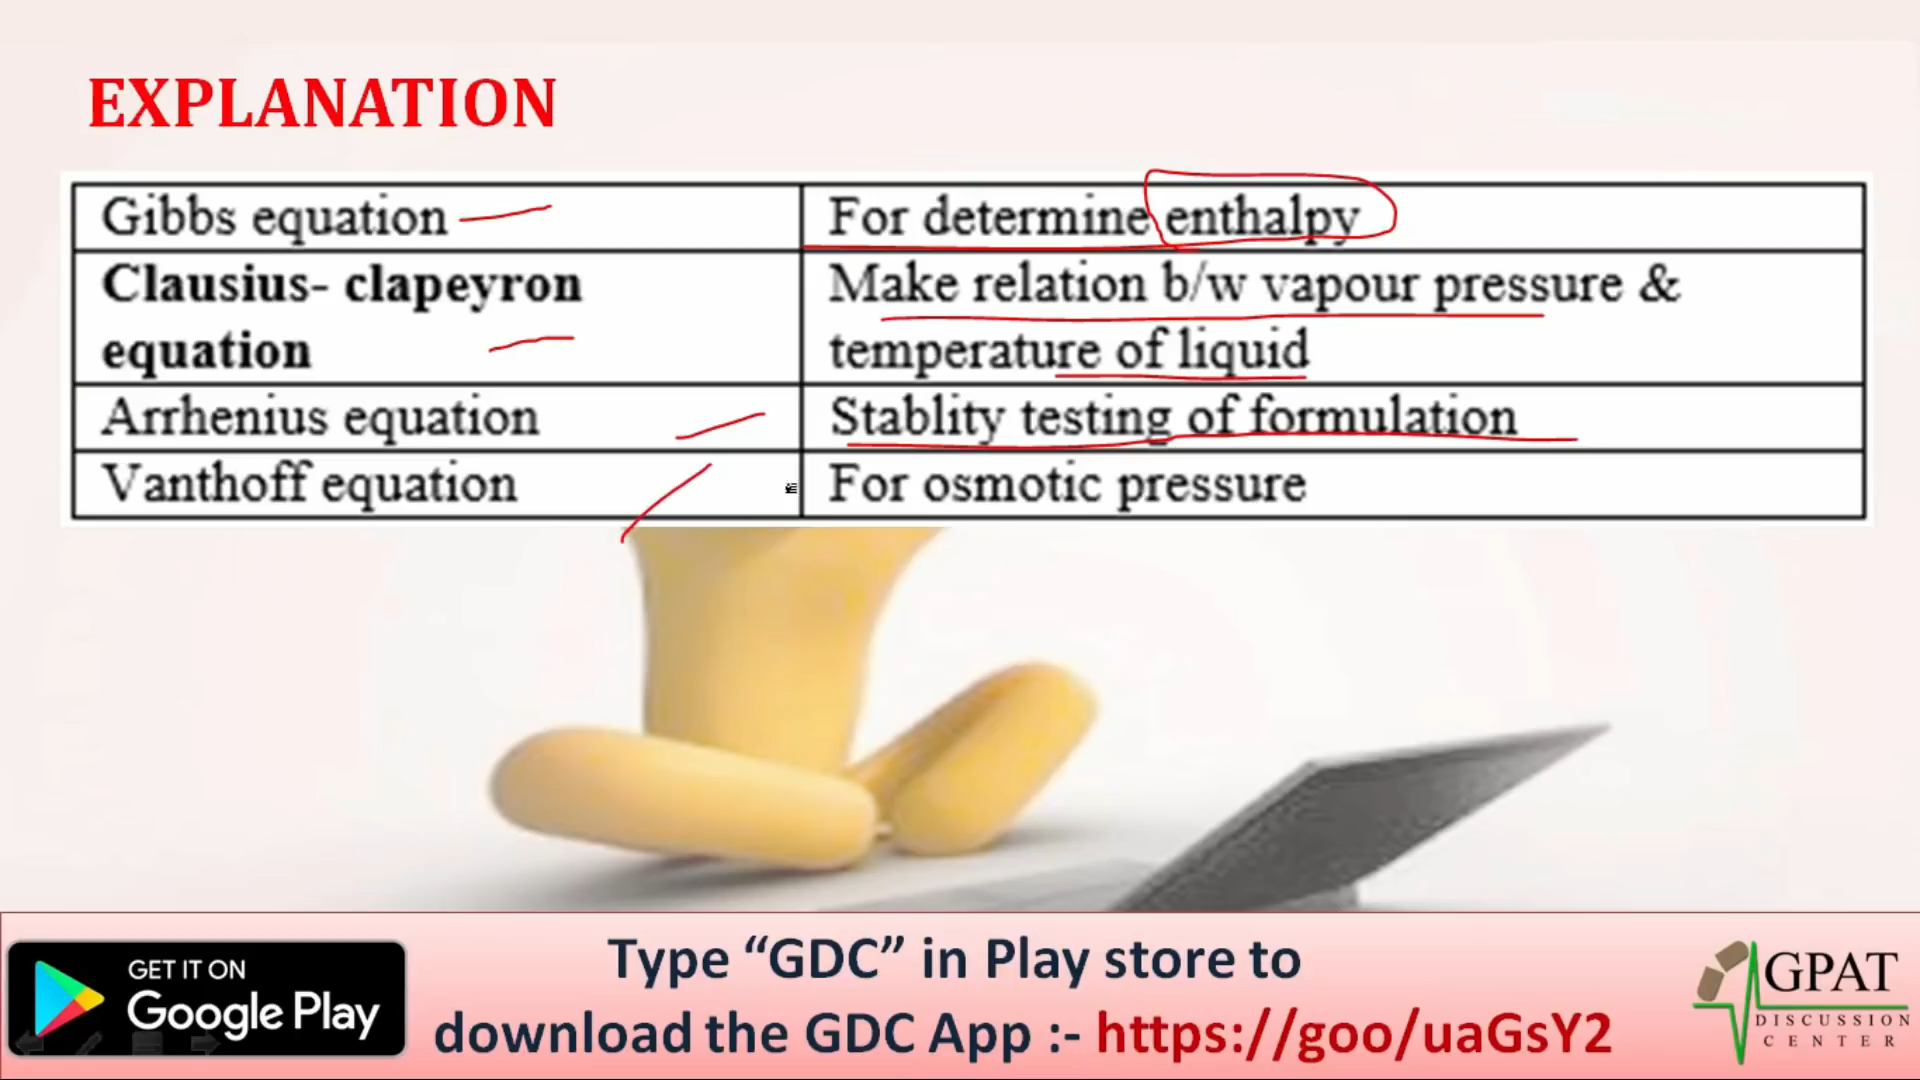 EXPLANATION
Gibbs equation
For determine enthalpy
Clausius- clapeyron
equation
Make relation b/w vapour pressure &
temperature of liquid
Arrhenius equation
Stablity testing of formulation
Vanthoff equation
For osmotic pressure
GET IT ON
Google Play
Type “GDC” in Play store to
download the GDC App :- https://goo/uaGsY2
GPAT
DISCUSSION
CENTER